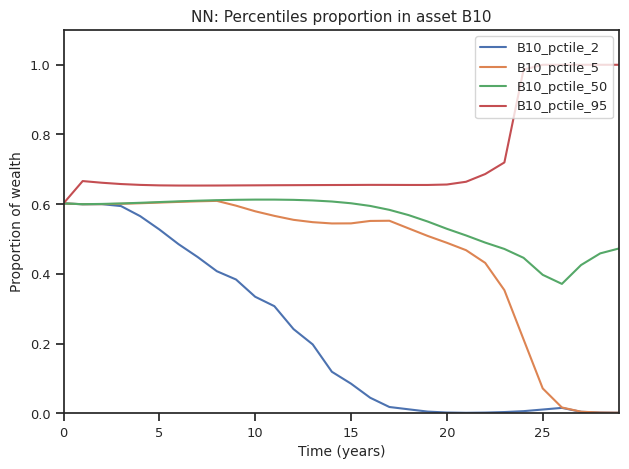 NN: Percentiles proportion in asset B10
Proportion of wealth
1.0
0.8
0.6
0.4
0.2
0.0
B10_pctile_2
B10_pctile_5
B10_pctile_50
B10_pctile_95
0 5 10 15 20 25
Time (years)